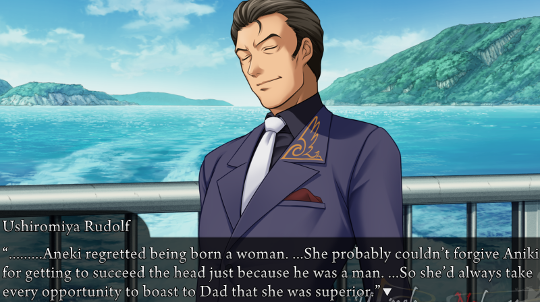 Ushiromiya Rudolf
“.........Aneki regretted being born a woman. ...She probably couldn't forgive Aniki
for getting to succeed the head just because he was a man. ...So she'd always take
every opportunity to boast to Dad that she was superior.”